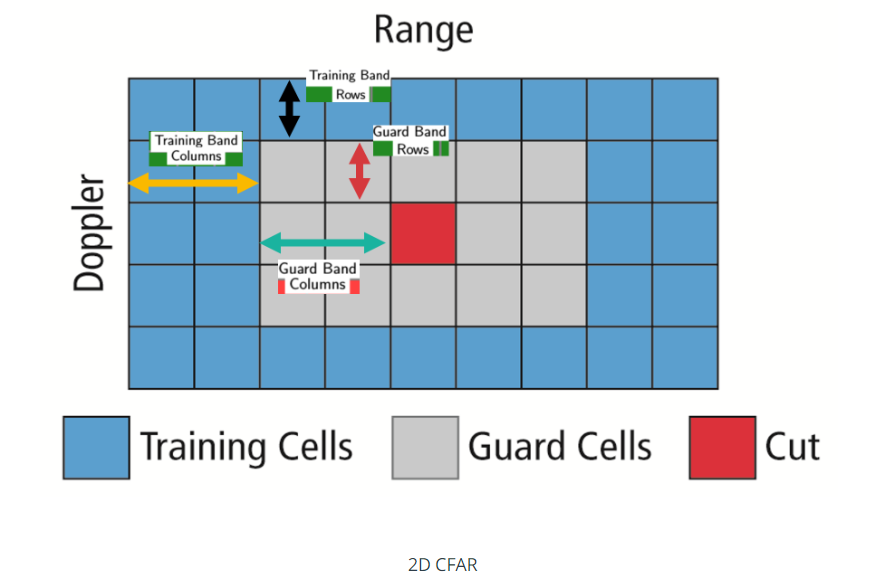 Range
Training Band
Rows
Guard Band
Rows
Training Band
Columns
Doppler
Guard Band
Columns
Training Cells
Guard Cells
Cut
2D CFAR